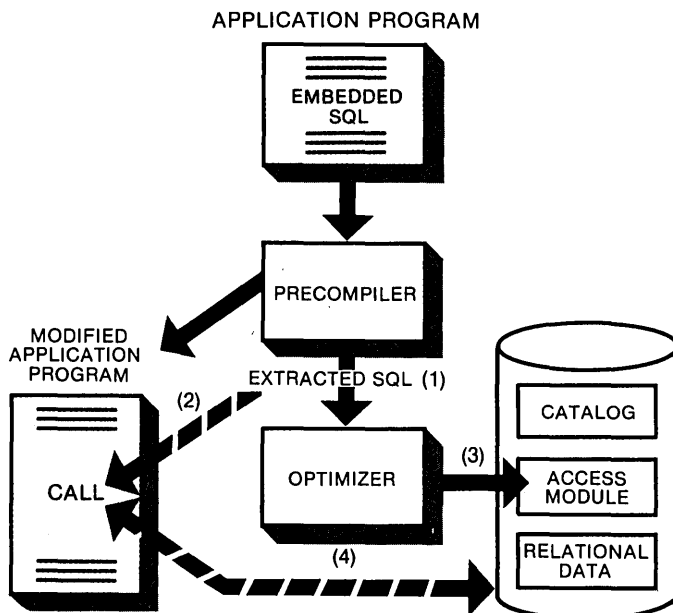 APPLICATION PROGRAM
EMBEDDED
SQL
PRECOMPILER
MODIFIED
APPLICATION
PROGRAM
EXTRACTED SQL (1)
(2)
CATALOG
CALL
OPTIMIZER
(3)
ACCESS
MODULE
(4)
RELATIONAL
DATA